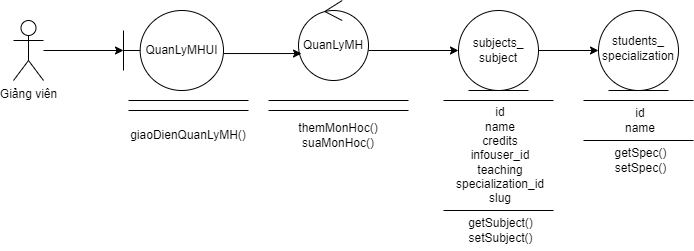 Giảng viên
QuanLyMHUI
giaoDienQuanLyMH()
QuanLyMH
themMonHoc()
suaMonHoc()
subjects_
subject
id
name
credits
infouser_id
teaching
specialization_id
slug
getSubject()
setSubject()
students_
specialization
id
name
getSpec()
setSpec()